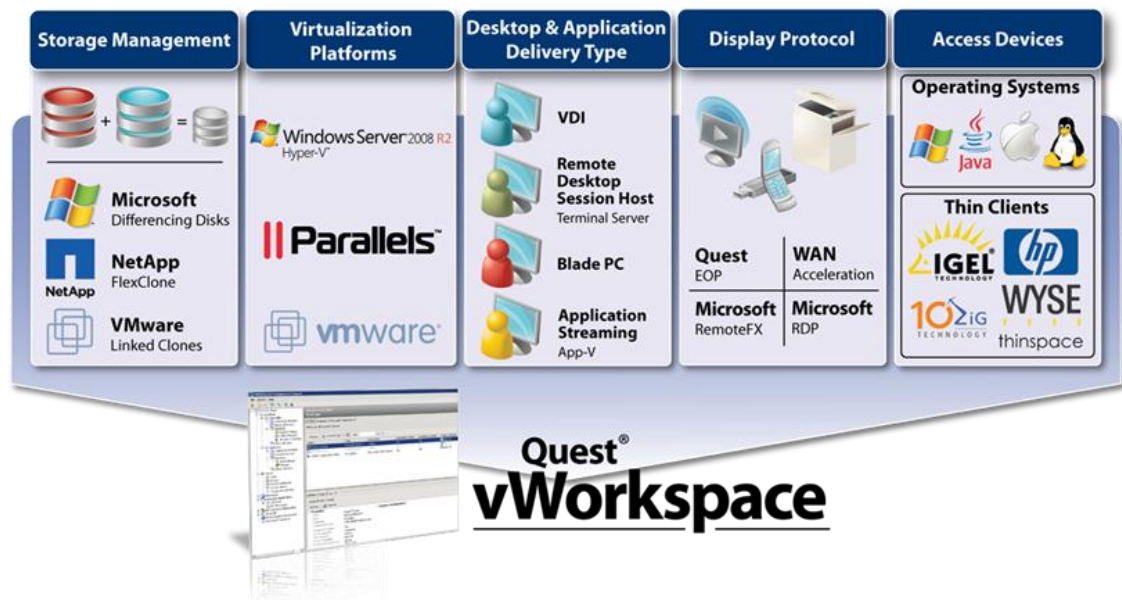 Storage Management
+
=
Microsoft
Differencing Disks
NetApp
NetApp
FlexClone
VMware
Linked Clones
Virtualization
Platforms
Windows Server 2008 R2
Hyper-V™
Parallels™
vmware®
Desktop & Application
Delivery Type
VDI
Remote
Desktop
Session Host
Terminal Server
Blade PC
Application
Streaming
App-V
Display Protocol
Quest
EOP
WAN
Acceleration
Microsoft
RemoteFX
Microsoft
RDP
Access Devices
Operating Systems
Java
Thin Clients
IGEL
TECHNOLOGY
hp
10ZiG
TECHNOLOGY
WYSE
thinspace
Quest®
vWorkspace